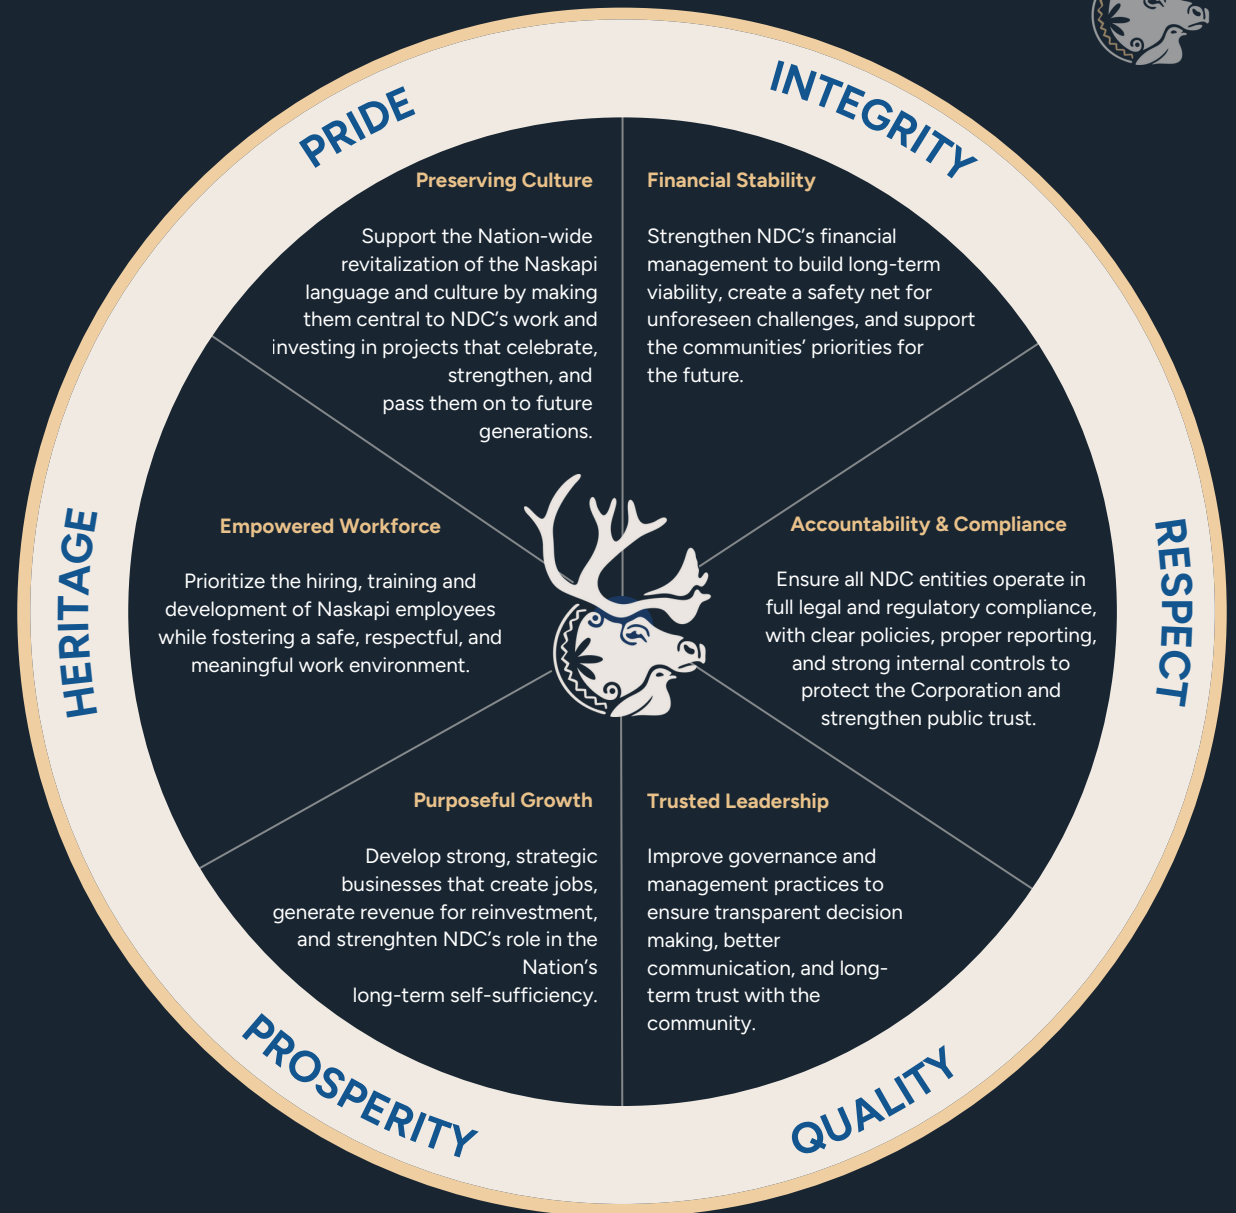 PRIDE
INTEGRITY
Preserving Culture
Support the Nation-wide
revitalization of the Naskapi
language and culture by making
them central to NDC's work and
investing in projects that celebrate,
strengthen, and
pass them on to future
generations.
Financial Stability
Strengthen NDC's financial
management to build long-term
viability, create a safety net for
unforeseen challenges, and support
the communities' priorities for
the future.
HERITAGE
Empowered Workforce
Prioritize the hiring, training and
development of Naskapi employees
while fostering a safe, respectful, and
meaningful work environment.
Accountability & Compliance
Ensure all NDC entities operate in
full legal and regulatory compliance,
with clear policies, proper reporting,
and strong internal controls to
protect the Corporation and
strengthen public trust.
RESPECT
Purposeful Growth
Develop strong, strategic
businesses that create jobs,
generate revenue for reinvestment,
and strenghten NDC's role in the
Nation's
long-term self-sufficiency.
Trusted Leadership
Improve governance and
management practices to
ensure transparent decision
making, better
communication, and long-
term trust with the
community.
PROSPERITY
QUALITY